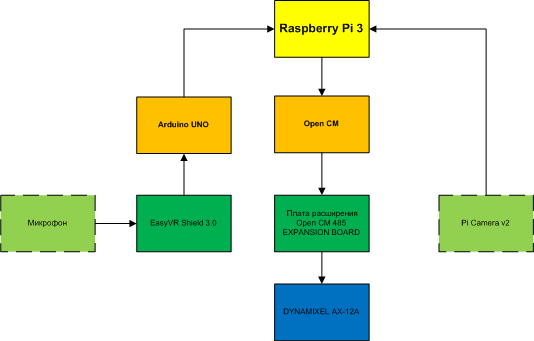 Raspberry Pi 3
Arduino UNO
Open CM
Микрофон
EasyVR Shield 3.0
Плата расширения
Open CM 485
EXPANSION BOARD
Pi Camera v2
DYNAMIXEL AX-12A